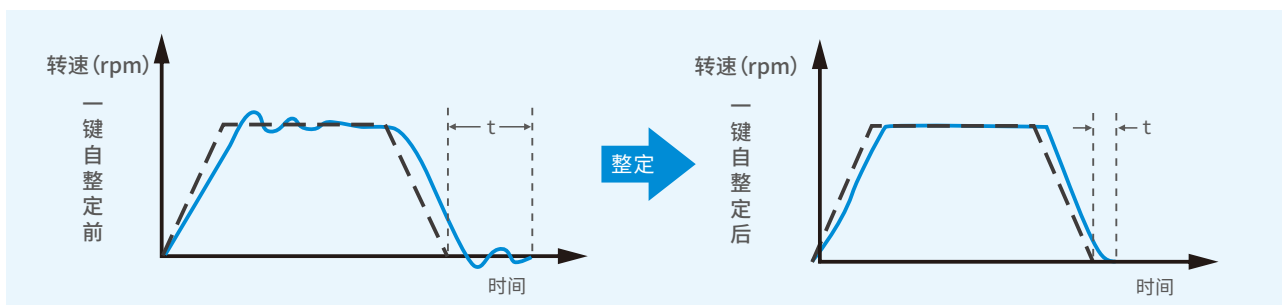 转速(rpm)
一键自整定前
t
时间
整定
转速(rpm)
一键自整定后
t
时间